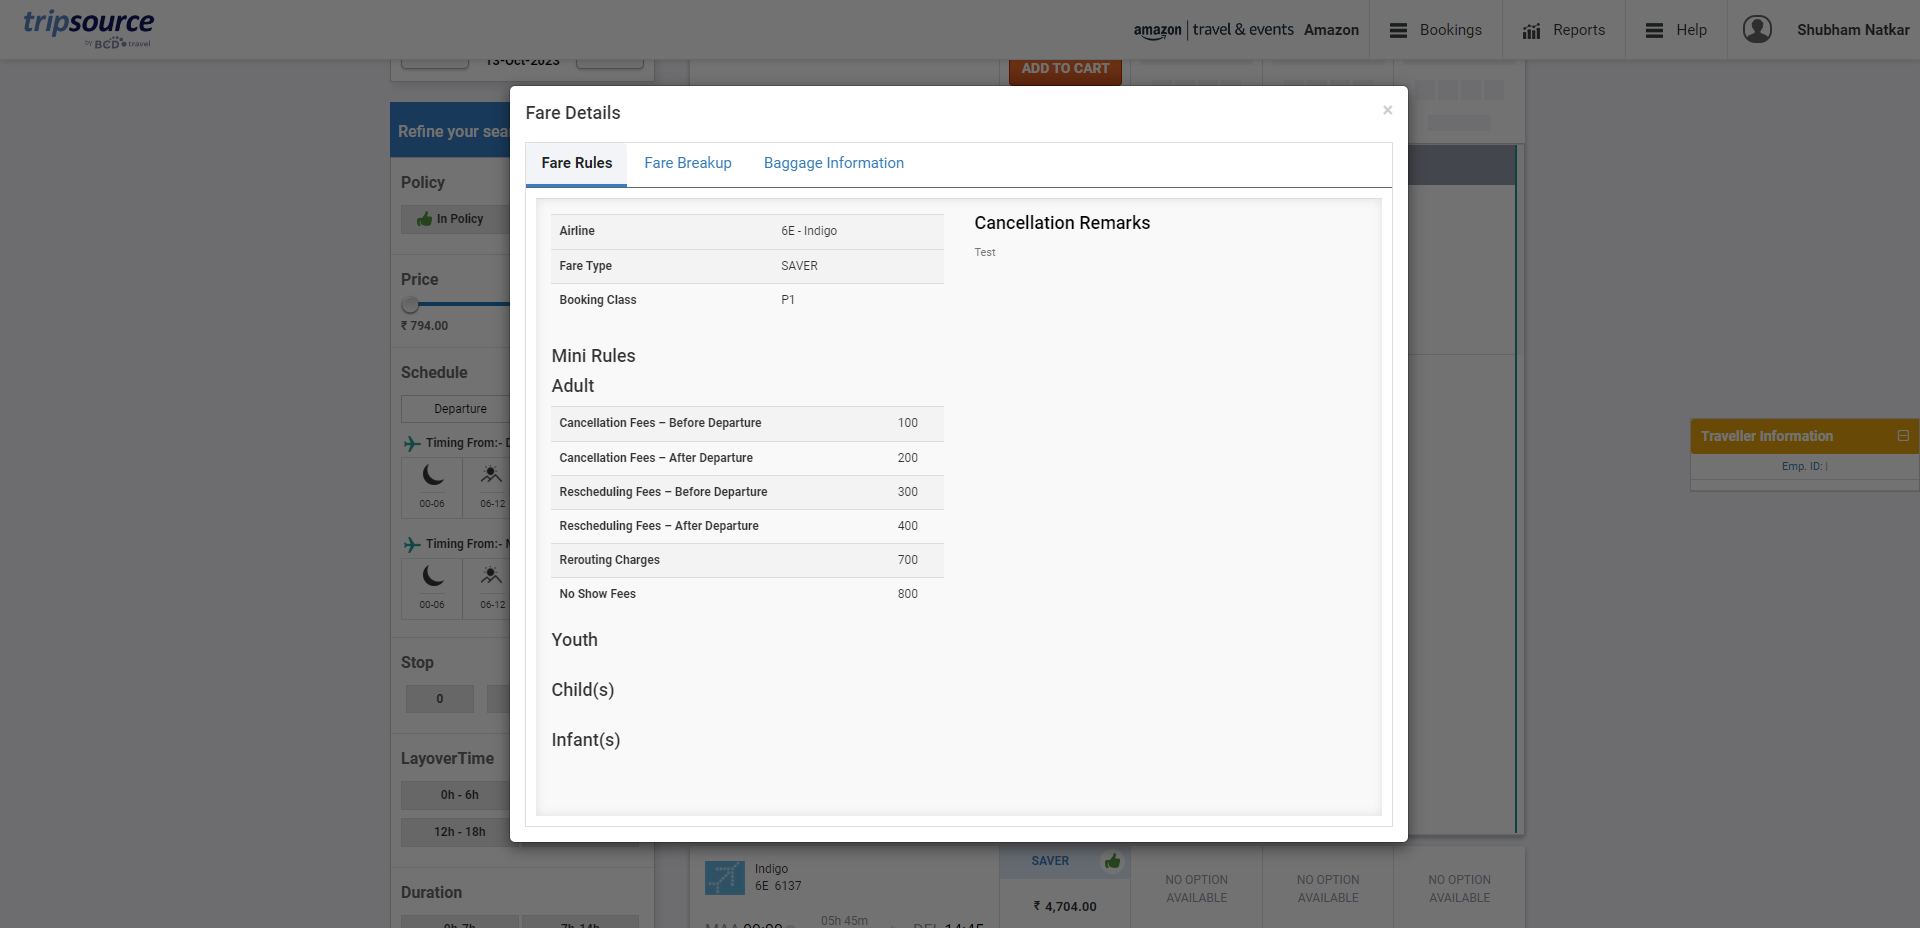 tripsource
by BCD travel
amazon | travel & events Amazon
Bookings
Reports
Help
Shubham Natkar
13-Oct-2023
ADD TO CART
Refine your sea
Policy
In Policy
Price
₹ 794.00
Schedule
Departure
Timing From:-
00-06
06-12
Timing From:-
00-06
06-12
Stop
0
LayoverTime
0h - 6h
12h - 18h
Duration
0h-7h
7h-14h
Fare Details
×
Fare Rules
Fare Breakup
Baggage Information
Airline 6E - Indigo
Fare Type SAVER
Booking Class P1
Mini Rules
Adult
Cancellation Fees – Before Departure 100
Cancellation Fees – After Departure 200
Rescheduling Fees – Before Departure 300
Rescheduling Fees – After Departure 400
Rerouting Charges 700
No Show Fees 800
Youth
Child(s)
Infant(s)
Cancellation Remarks
Test
Traveller Information
Emp. ID: |
Indigo
6E 6137
05h 45m
SAVER
₹ 4,704.00
NO OPTION
AVAILABLE
NO OPTION
AVAILABLE
NO OPTION
AVAILABLE